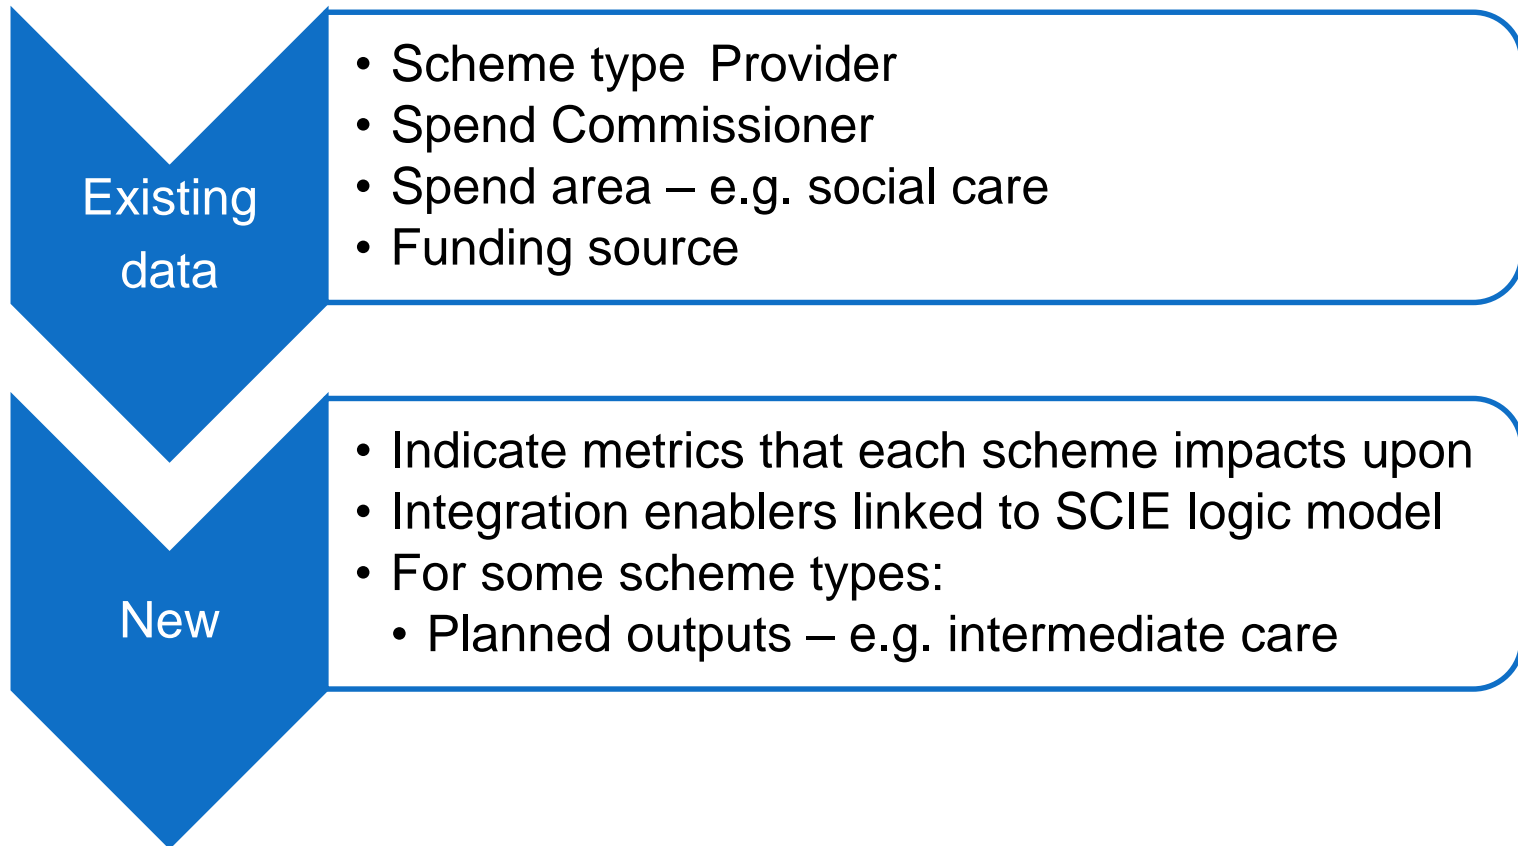 Existing
data
• Scheme type Provider
• Spend Commissioner
• Spend area – e.g. social care
• Funding source
New
• Indicate metrics that each scheme impacts upon
• Integration enablers linked to SCIE logic model
• For some scheme types:
• Planned outputs – e.g. intermediate care